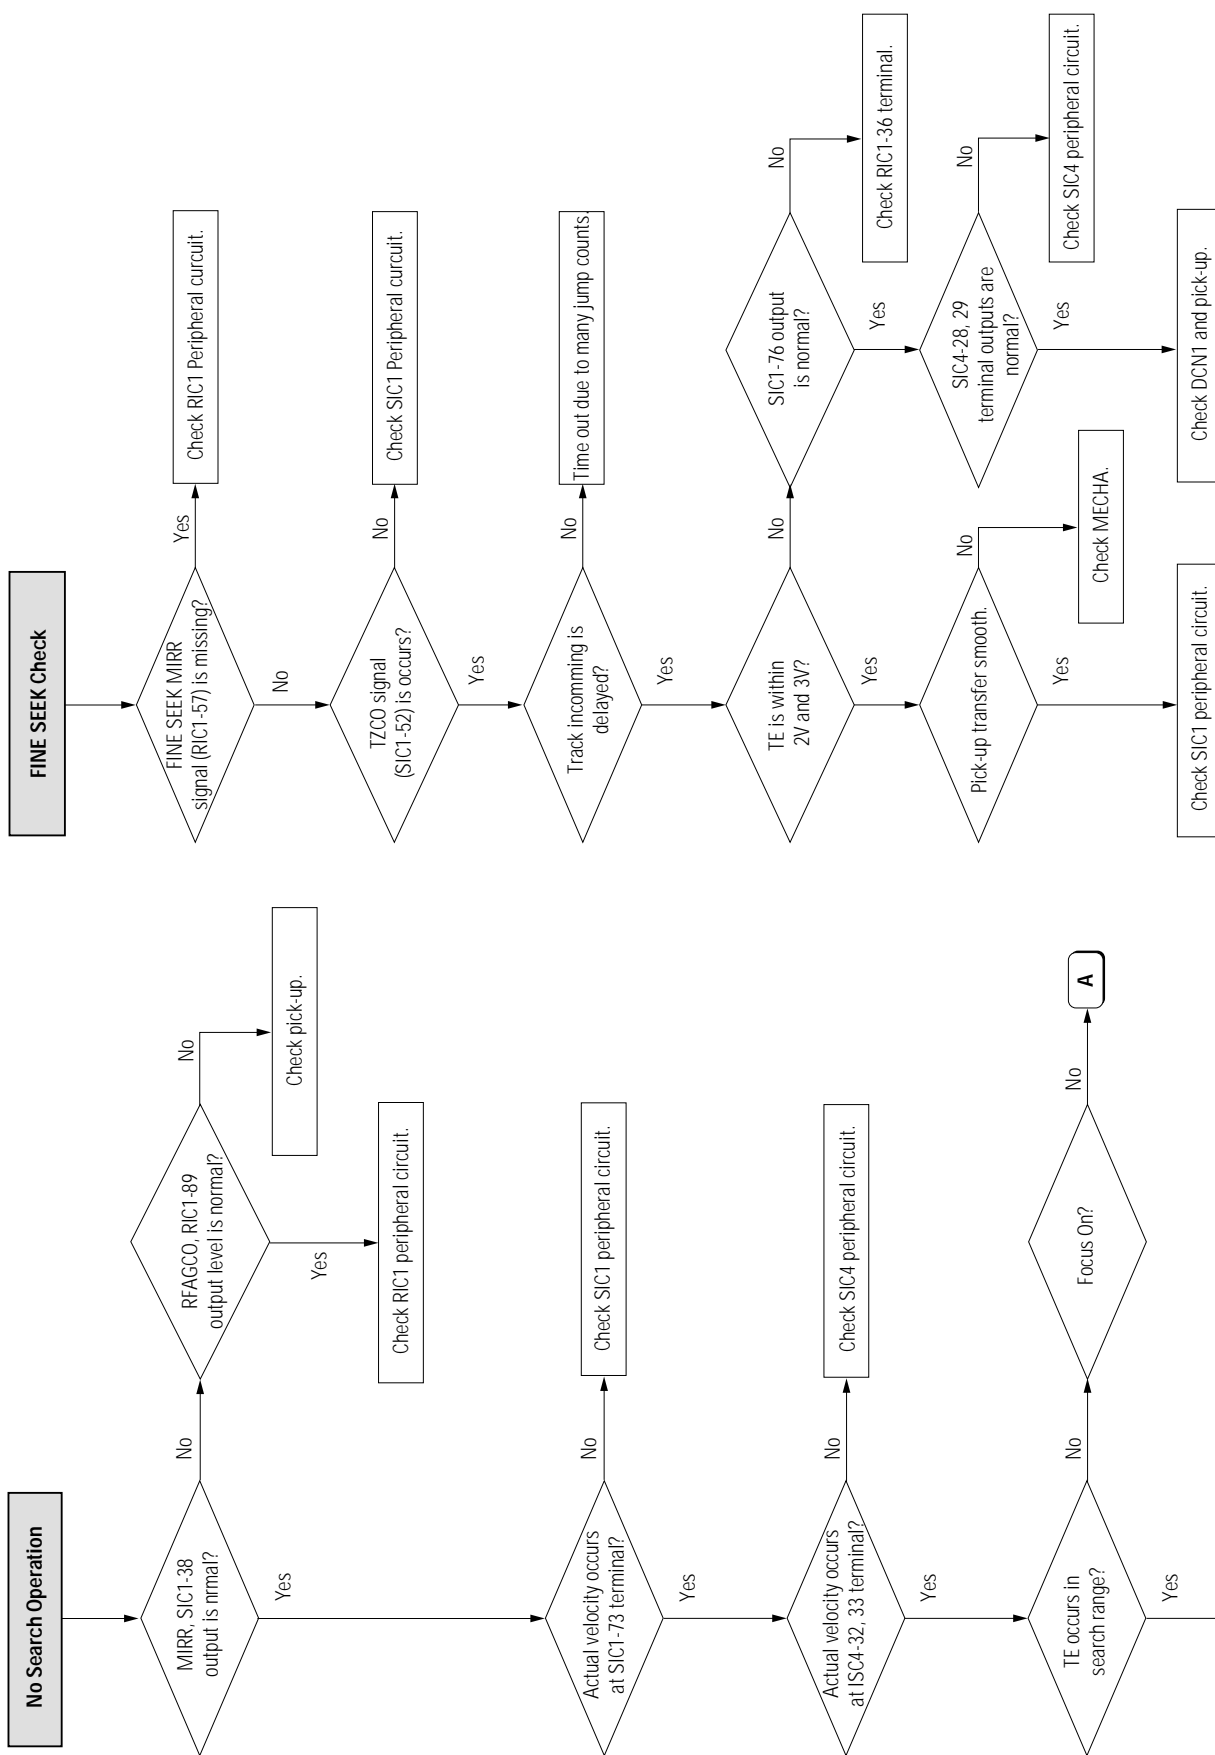 No Search Operation
MIRR, SIC1-38
output is nrmal?
No
RFAGCO, RIC1-89
output level is normal?
No
Check pick-up.
Yes
Check RIC1 peripheral circuit.
Yes
Actual velocity occurs
at SIC1-73 terminal?
No
Check SIC1 peripheral circuit.
Yes
Actual velocity occurs
at ISC4-32, 33 terminal?
No
Check SIC4 peripheral circuit.
Yes
TE occurs in
search range?
No
Focus On?
No
A
Yes
FINE SEEK Check
FINE SEEK MIRR
signal (RIC1-57) is missing?
Yes
Check RIC1 Peripheral curcuit.
No
TZCO signal
(SIC1-52) is occurs?
No
Check SIC1 Peripheral curcuit.
Yes
Track incomming is
delayed?
No
Time out due to many jump counts.
Yes
TE is within
2V and 3V?
No
SIC1-76 output
is normal?
No
Check RIC1-36 terminal.
Yes
SIC4-28, 29
terminal outputs are
normal?
No
Check SIC4 peripheral circuit.
Yes
Check DCN1 and pick-up.
Yes
Pick-up transfer smooth.
No
Check MECHA.
Yes
Check SIC1 peripheral circuit.